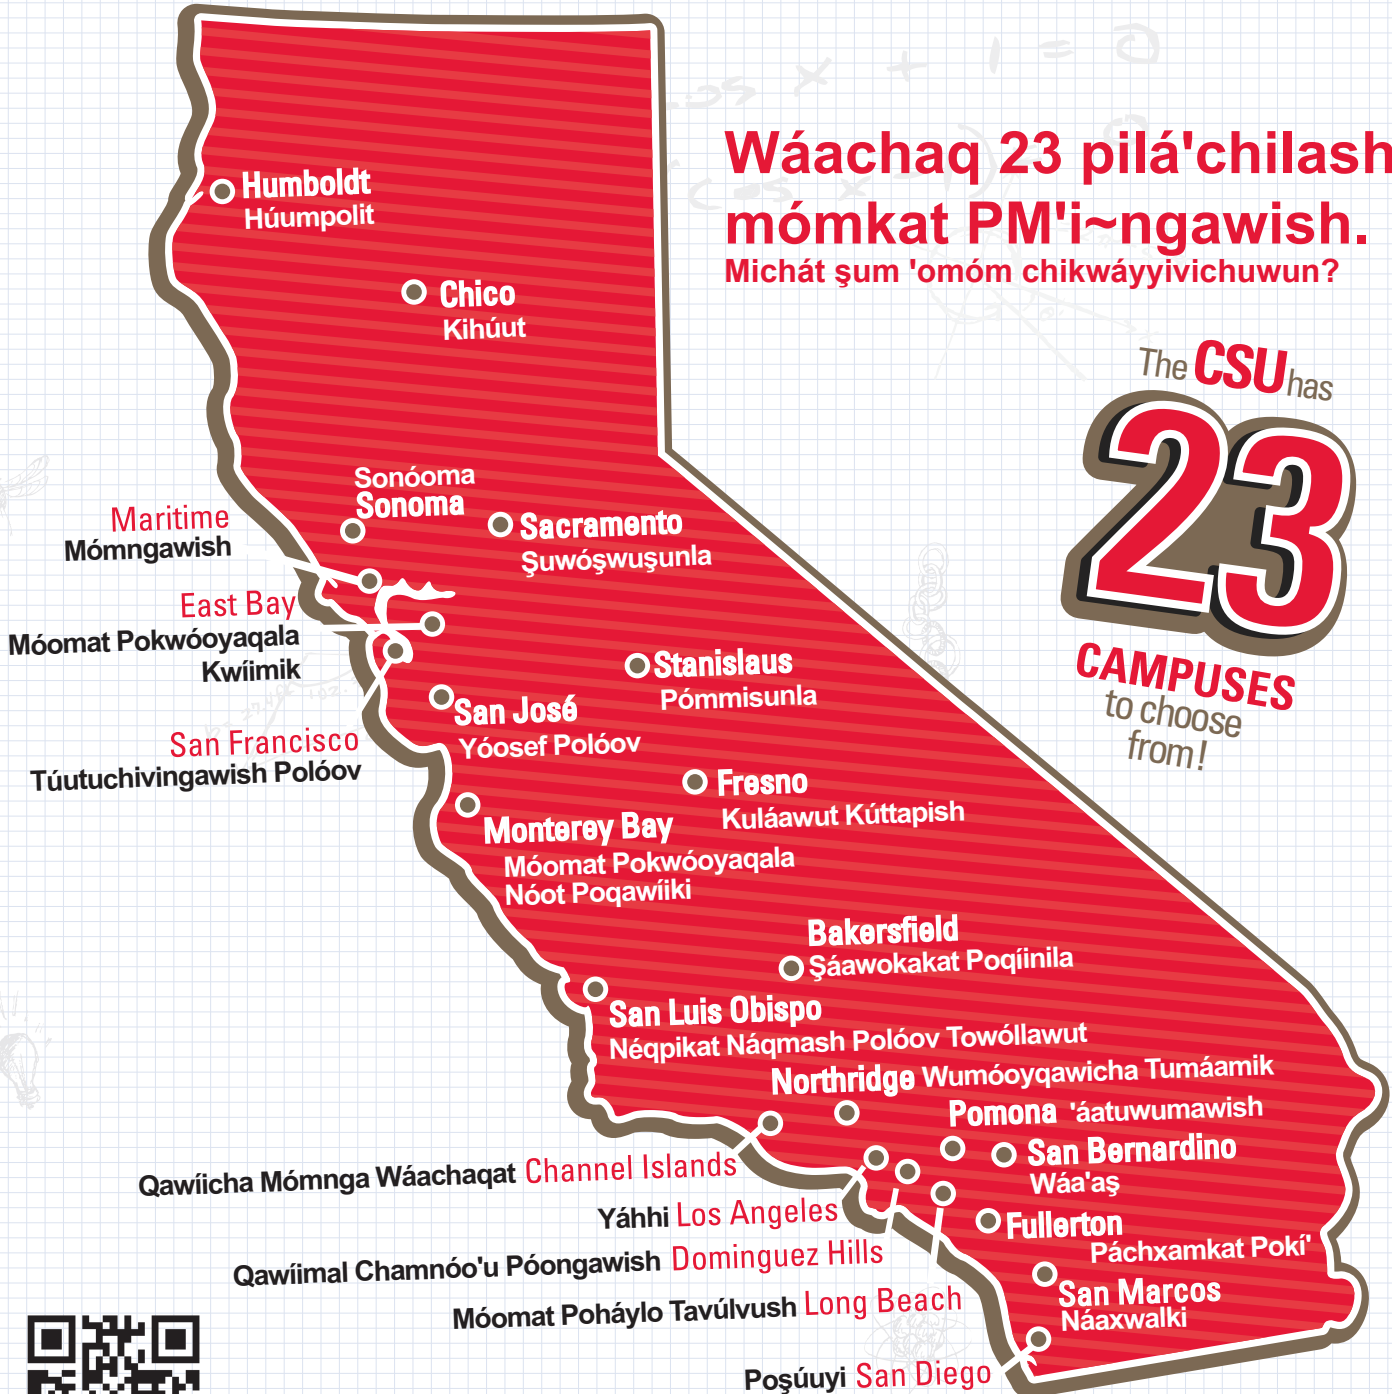 Wáachaq 23 pilá'chilash
mómkat PM'i~ngawish.
Michát şum 'omóm chikwáyyivichuwun?
The CSU has
23
CAMPUSES
to choose
from!
Humboldt
Húumpolit
Chico
Kihúut
Sonóoma
Sonoma
Sacramento
Şuwóşwuşunla
Maritime
Mómngawish
East Bay
Móomat Pokwóoyaqala
Kwíimik
San Francisco
Túutuchivingawish Polóov
Stanislaus
Pómmisunla
San José
Yóosef Polóov
Fresno
Kuláawut Kúttapish
Monterey Bay
Móomat Pokwóoyaqala
Nóot Poqawíiki
Bakersfield
Şáawokakat Poqíinila
San Luis Obispo
Néqpikat Náqmash Polóov Towóllawut
Northridge Wumóoyqawicha Tumáamik
Pomona 'áatuwumawish
San Bernardino
Wáa'aş
Qawíicha Mómnga Wáachaqat Channel Islands
Yáhhi Los Angeles
Fullerton
Páchxamkat Pokí'
Qawíimal Chamnóo'u Póongawish Dominguez Hills
San Marcos
Náaxwalki
Móomat Poháylo Tavúlvush Long Beach
Poşúuyi San Diego